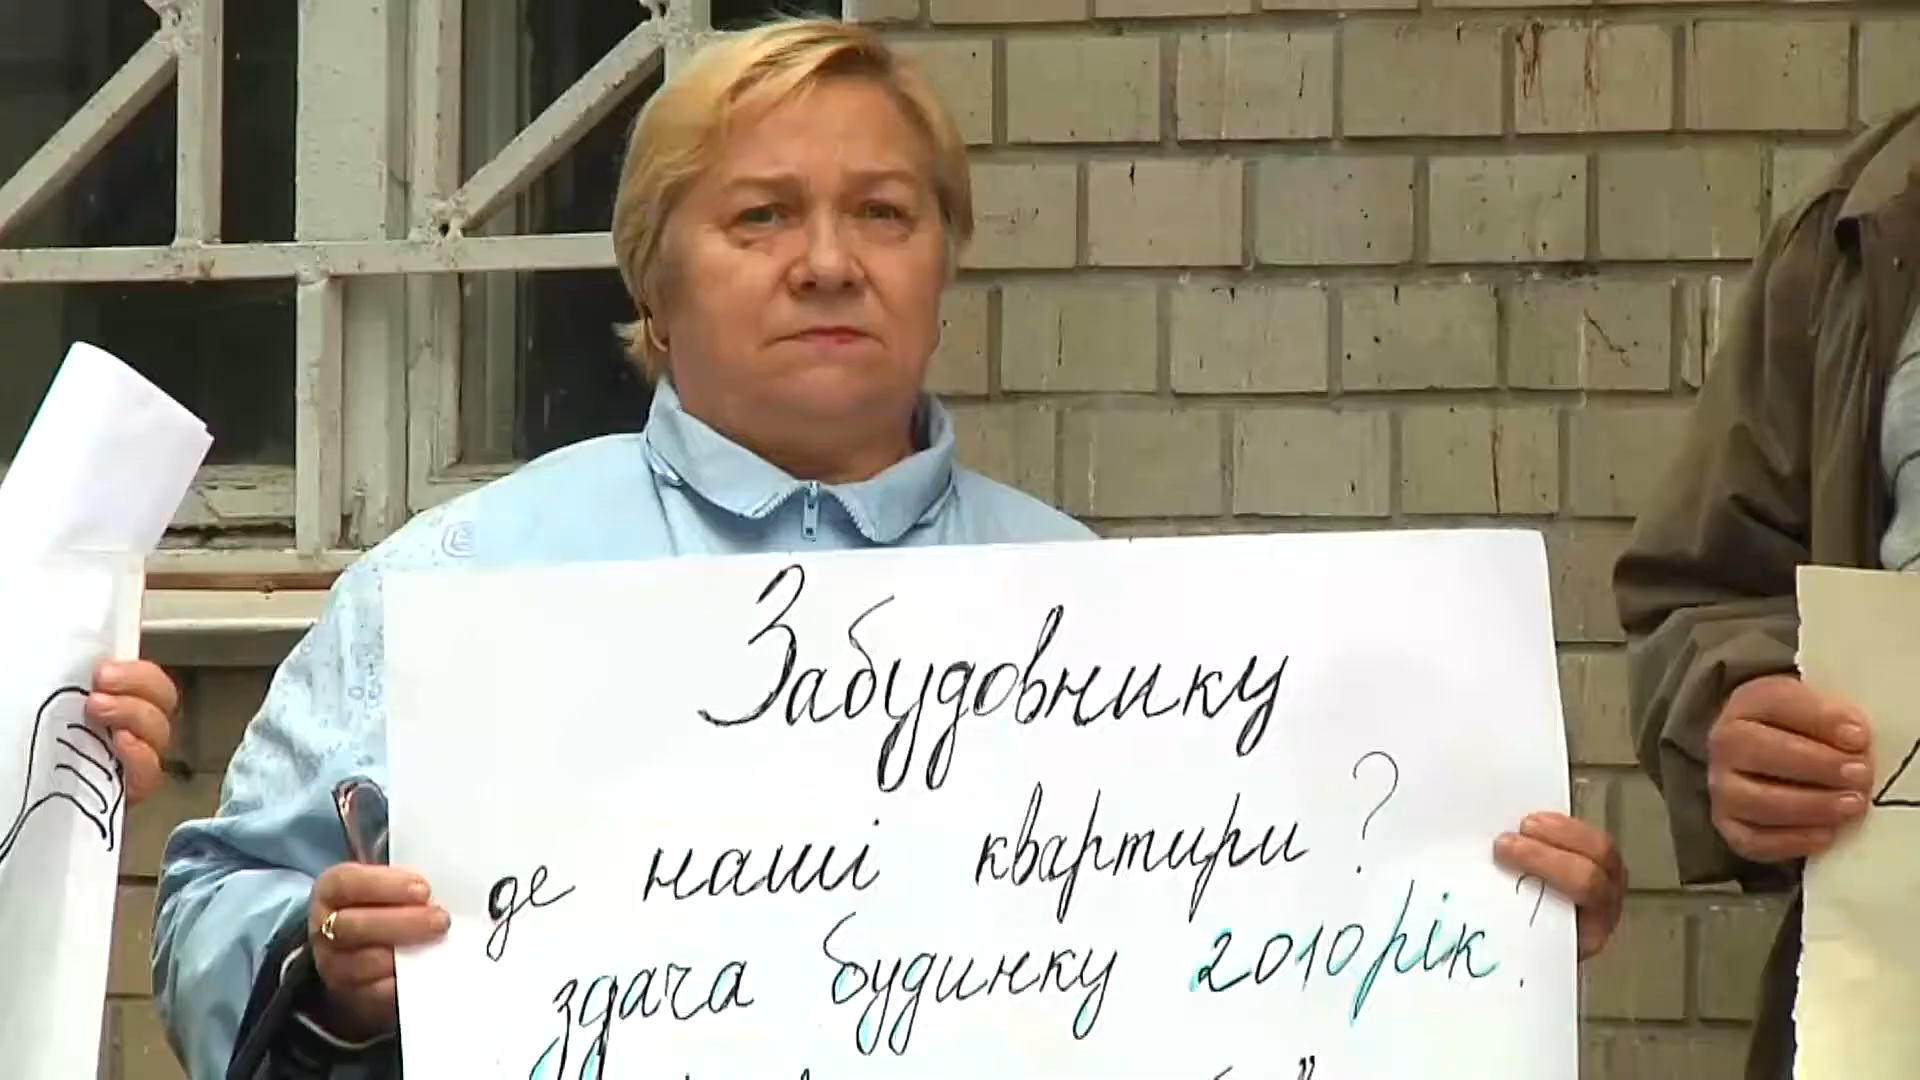 Забудовнику
де наші квартири?
здача будинку 2010рік?